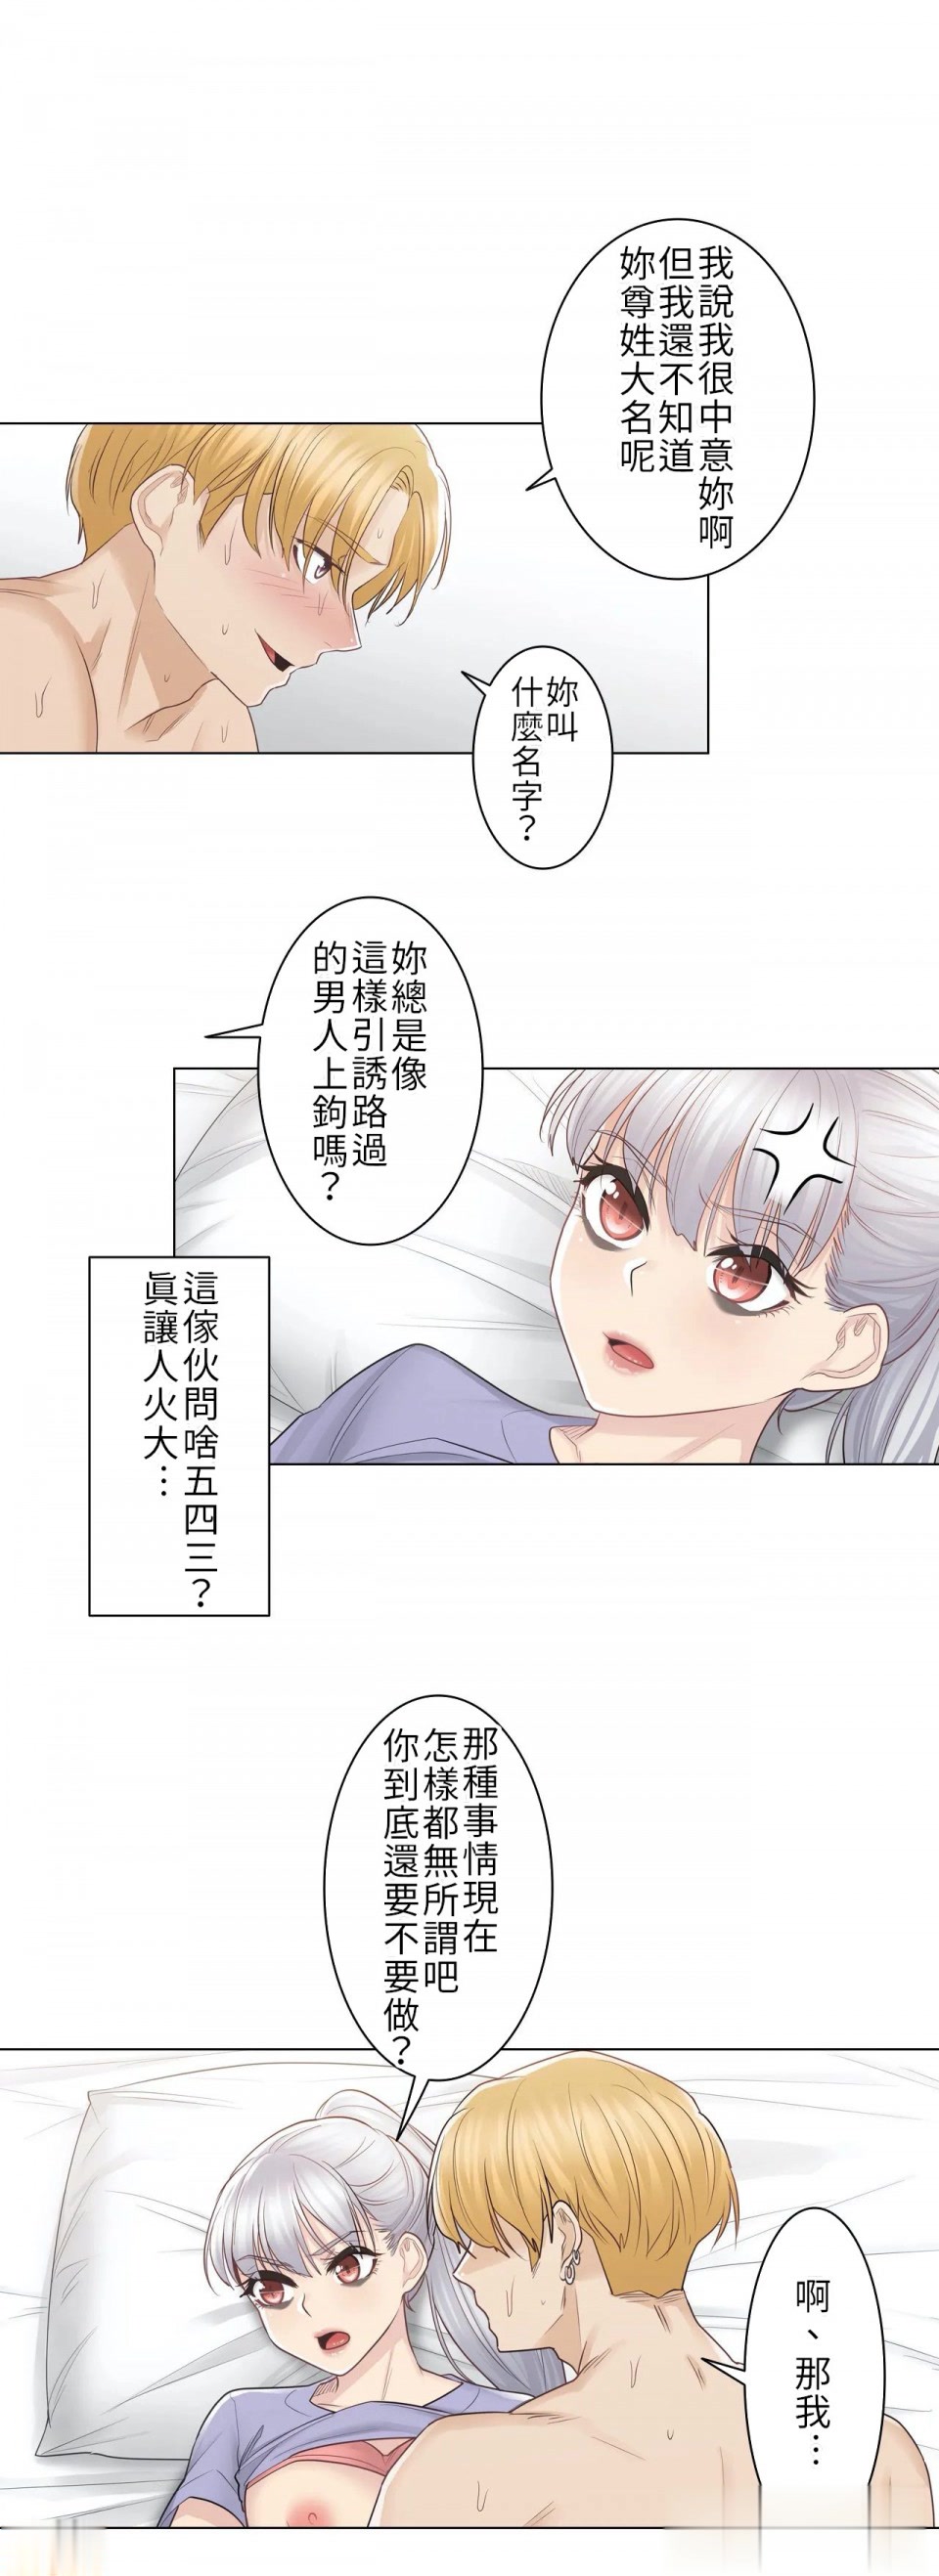 我說我很中意妳啊
但我還不知道
妳尊姓大名呢
妳叫
什麼名字?
妳總是像
這樣引誘路過
的男人上鉤嗎?
這傢伙問啥五四三?
眞讓人火大…
那種事情現在
怎樣都無所謂吧
你到底還要不要做?
啊、那我…